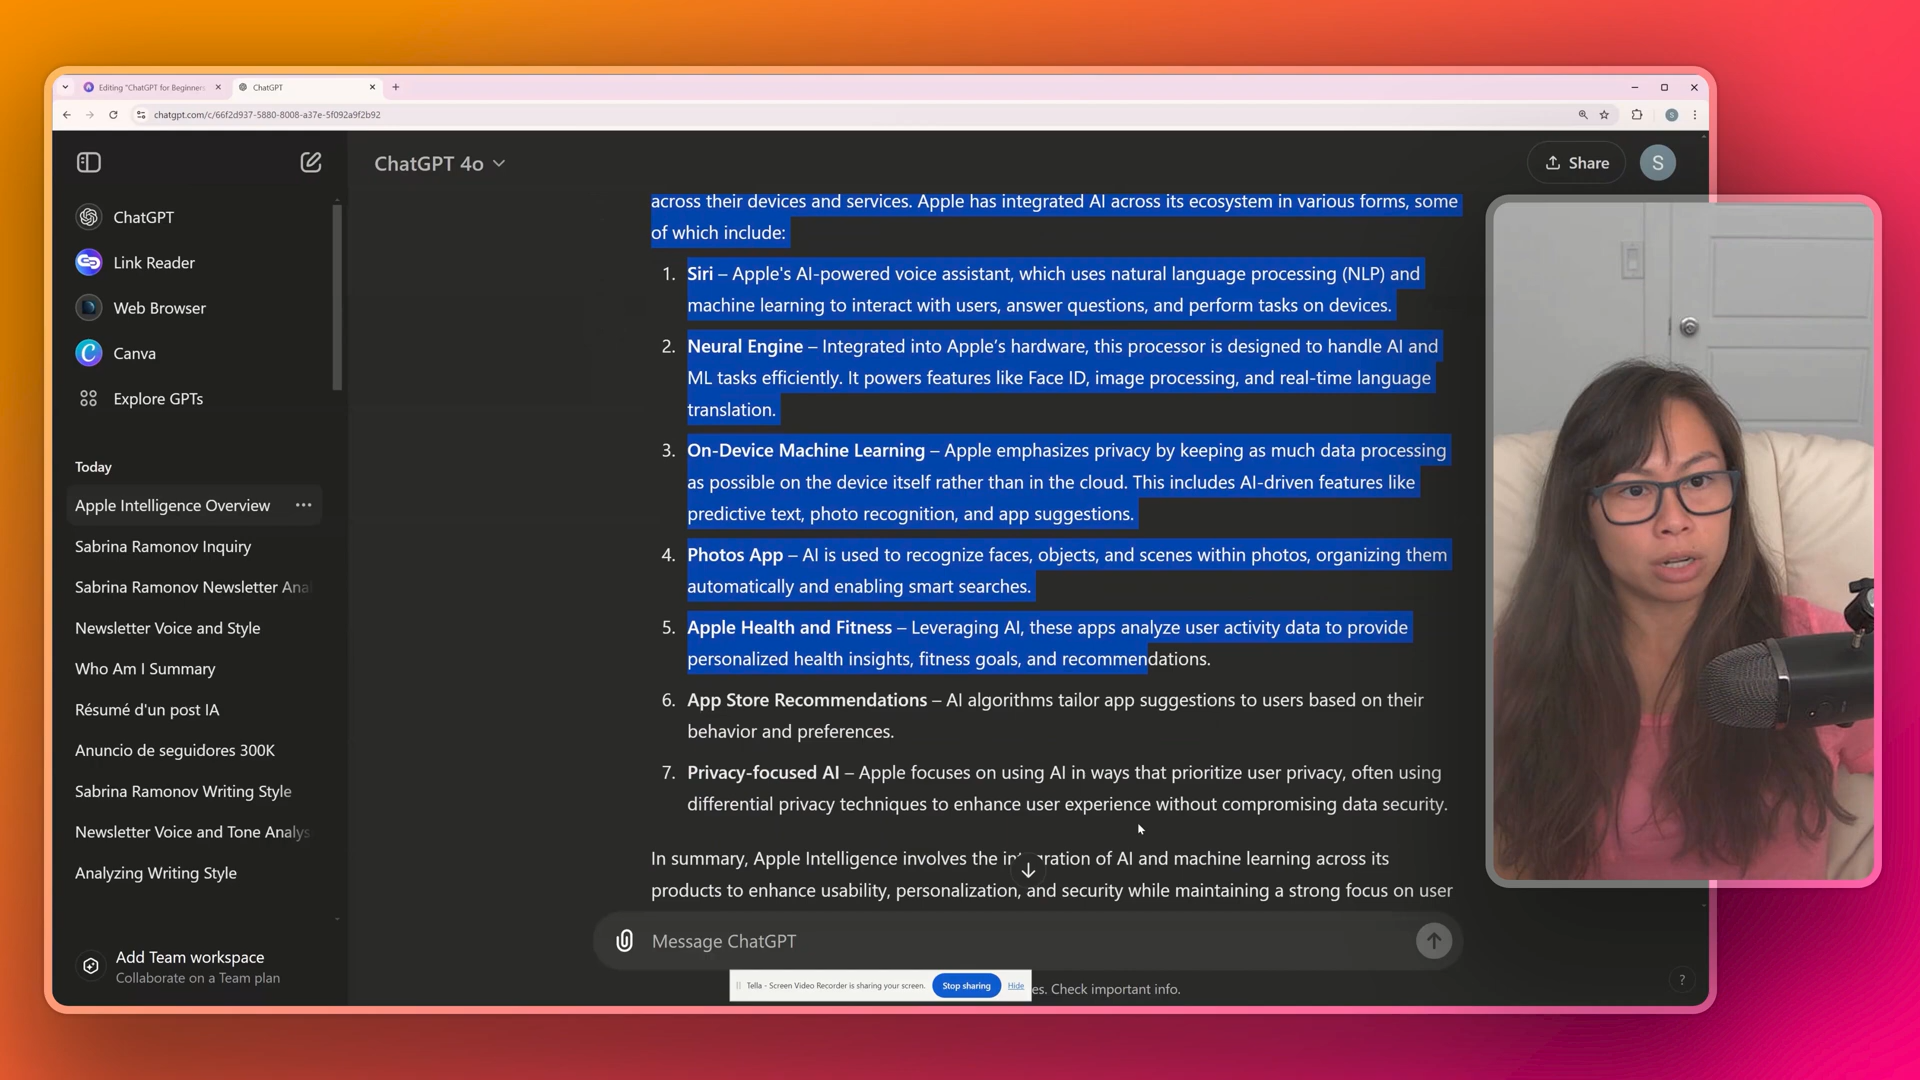 Editing "ChatGPT for Beginners
ChatGPT
chatgpt.com/c/66f2d937-5880-8008-a37e-5f092a9f2b92
S
ChatGPT 4o
Share
S
ChatGPT
Link Reader
Web Browser
Canva
Explore GPTs
Today
Apple Intelligence Overview
Sabrina Ramonov Inquiry
Sabrina Ramonov Newsletter Ana
Newsletter Voice and Style
Who Am I Summary
Résumé d'un post IA
Anuncio de seguidores 300K
Sabrina Ramonov Writing Style
Newsletter Voice and Tone Analys
Analyzing Writing Style
Add Team workspace
Collaborate on a Team plan
across their devices and services. Apple has integrated AI across its ecosystem in various forms, some
of which include:
1. Siri – Apple's AI-powered voice assistant, which uses natural language processing (NLP) and
machine learning to interact with users, answer questions, and perform tasks on devices.
2. Neural Engine – Integrated into Apple’s hardware, this processor is designed to handle AI and
ML tasks efficiently. It powers features like Face ID, image processing, and real-time language
translation.
3. On-Device Machine Learning – Apple emphasizes privacy by keeping as much data processing
as possible on the device itself rather than in the cloud. This includes AI-driven features like
predictive text, photo recognition, and app suggestions.
4. Photos App – AI is used to recognize faces, objects, and scenes within photos, organizing them
automatically and enabling smart searches.
5. Apple Health and Fitness – Leveraging AI, these apps analyze user activity data to provide
personalized health insights, fitness goals, and recommendations.
6. App Store Recommendations – AI algorithms tailor app suggestions to users based on their
behavior and preferences.
7. Privacy-focused AI – Apple focuses on using AI in ways that prioritize user privacy, often using
differential privacy techniques to enhance user experience without compromising data security.
In summary, Apple Intelligence involves the integration of AI and machine learning across its
products to enhance usability, personalization, and security while maintaining a strong focus on user
Message ChatGPT
Tella - Screen Video Recorder is sharing your screen. Stop sharing Hide
es. Check important info.
?